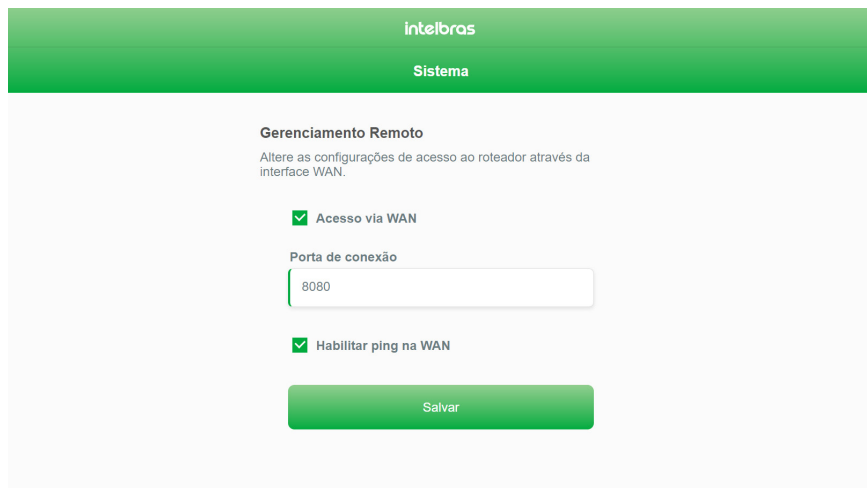 intelbras
Sistema
Gerenciamento Remoto
Altere as configurações de acesso ao roteador através da
interface WAN.
Acesso via WAN
Porta de conexão
8080
Habilitar ping na WAN
Salvar